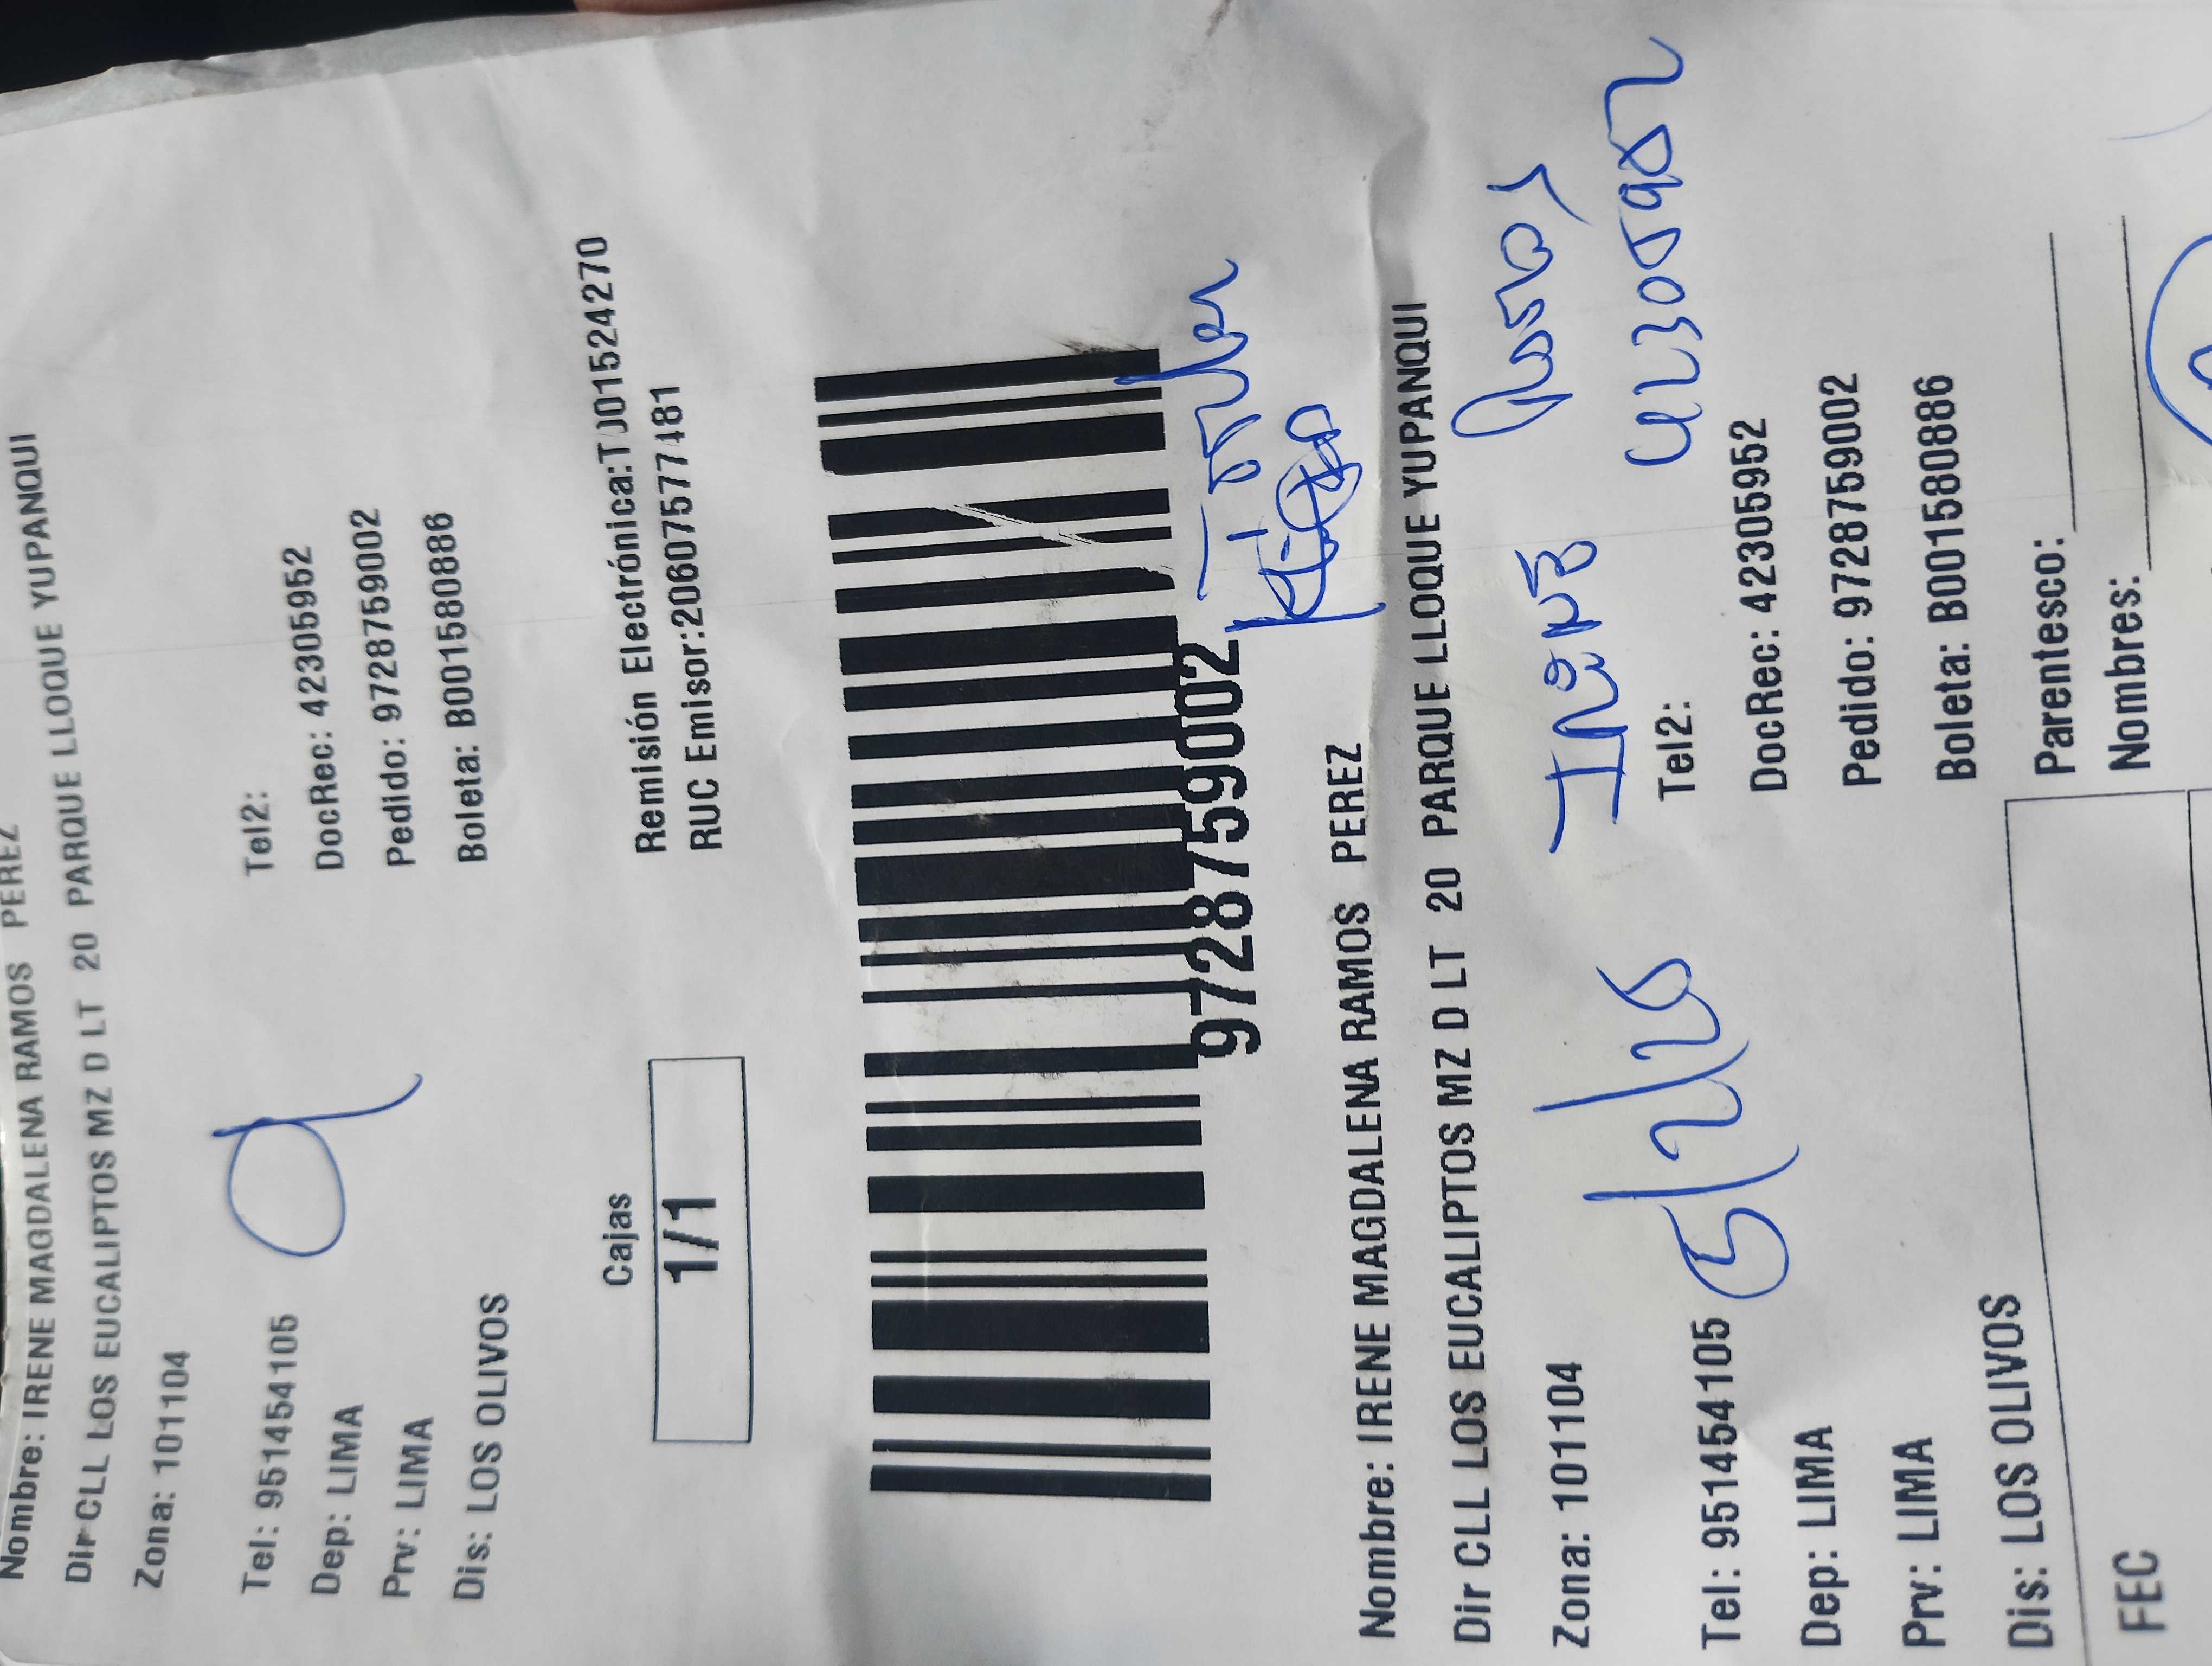 Nombre: IRENE MAGDALENA RAMOS PEREZ
Dir CLL LOS EUCALIPTOS MZ D LT 20 PARQUE LLOQUE YUPANQUI
Zona: 101104
Tel: 951454105 Tel2:
Dep: LIMA DocRec: 42305952
Prv: LIMA Pedido: 9728759002
Dis: LOS OLIVOS Boleta: B001580886
Cajas
1/1
Remisión Electrónica:TJ01524270
RUC Emisor:20607577481
9728759002
Nombre: IRENE MAGDALENA RAMOS PEREZ
Dir CLL LOS EUCALIPTOS MZ D LT 20 PARQUE LLOQUE YUPANQUI
Irene Ramos
Zona: 101104
42305952
Tel: 951454105 Tel2:
Dep: LIMA DocRec: 42305952
Prv: LIMA Pedido: 9728759002
Dis: LOS OLIVOS Boleta: B001580886
Parentesco:
Nombres:
FEC